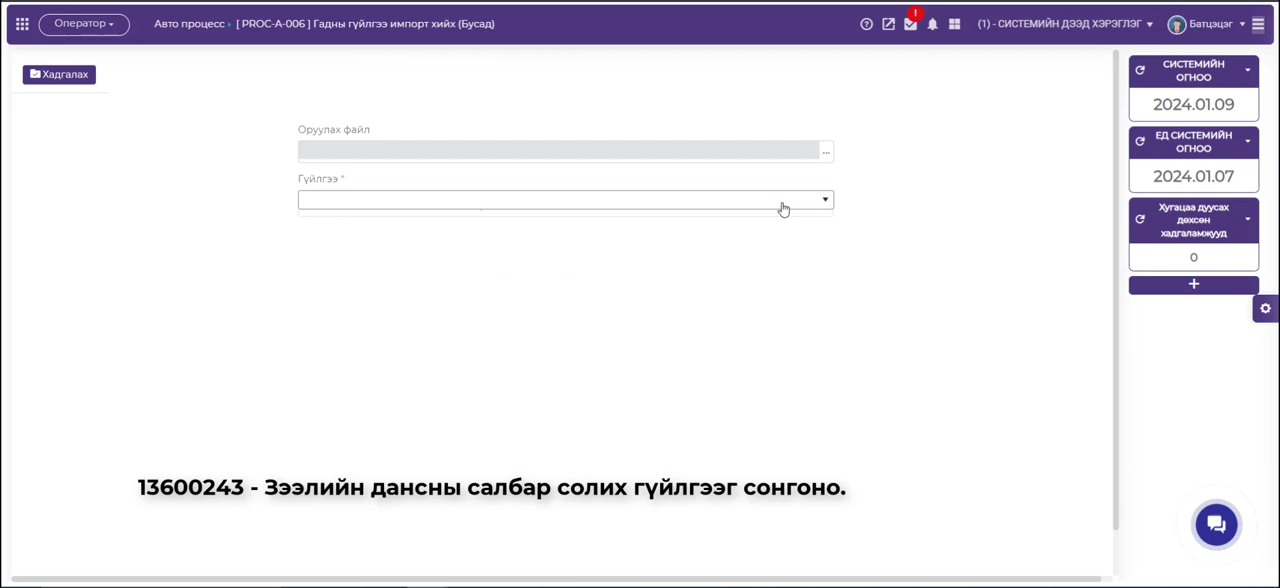 Оператор
Авто процесс [ PROC-A-006 ] Гадны гүйлгээ импорт хийх (Бусад)
!
(1) - СИСТЕМИЙН ДЭЭД ХЭРЭГЛЭГ
Батцэцэг
Хадгалах
Оруулах файл
...
Гүйлгээ *
СИСТЕМИЙН
ОГНОО
2024.01.09
ЕД СИСТЕМИЙН
ОГНОО
2024.01.07
Хугацаа дуусах
дөхсөн
хадгаламжууд
0
+
13600243 - Зээлийн дансны салбар солих гүйлгээг сонгоно.